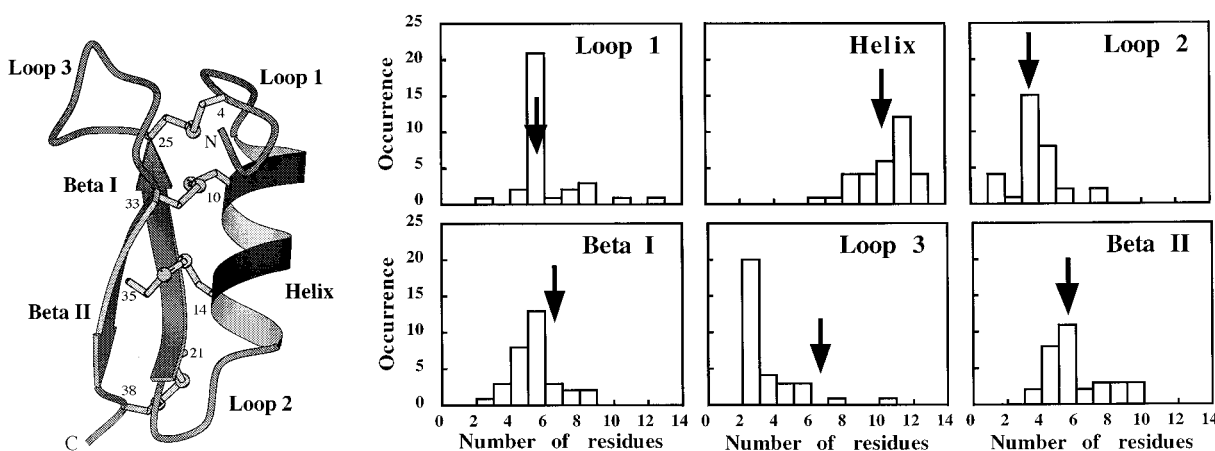 Loop 3
Loop 1
4
25
N
Beta I
33
10
Beta II
35
14
Helix
21
38
Loop 2
C
Occurrence
25
20
15
10
5
0
Loop 1
Helix
Loop 2
Occurrence
25
20
15
10
5
0
Beta I
Loop 3
Beta II
0 2 4 6 8 10 12 14
0 2 4 6 8 10 12 14
2 4 6 8 10 12 14
Number of residues
Number of residues
Number of residues